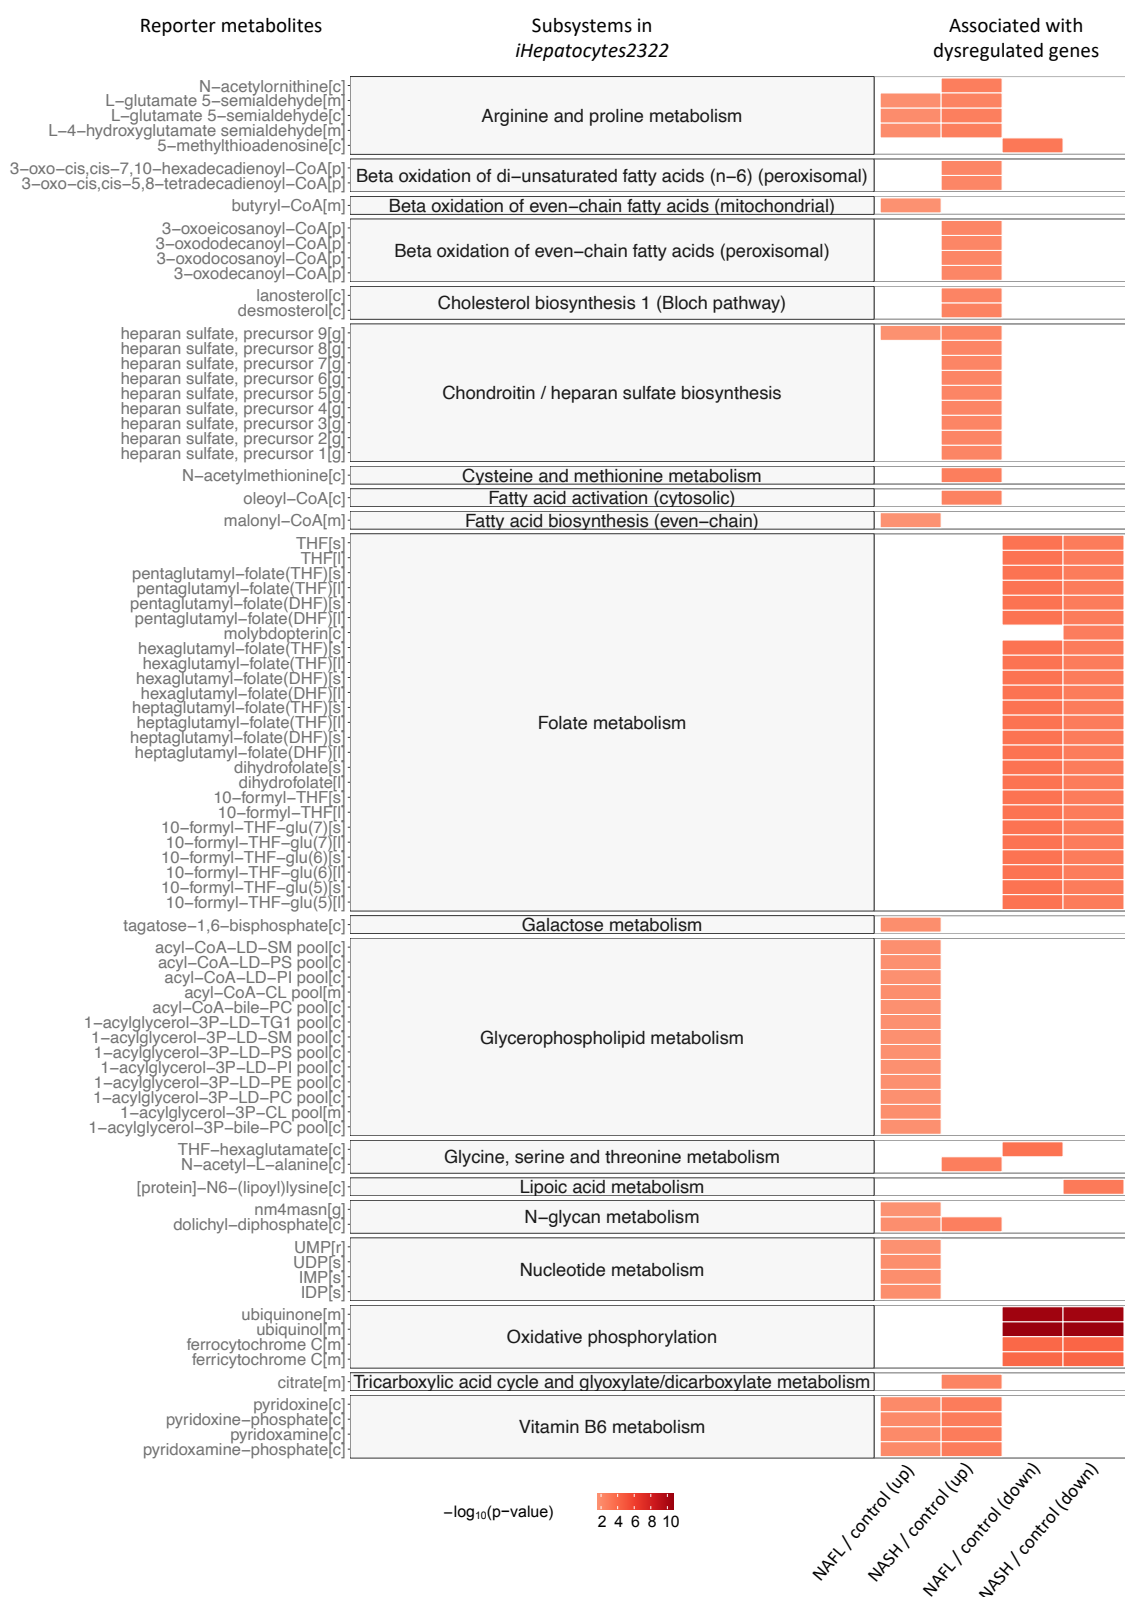 Reporter metabolites
Subsystems in
iHepatocytes2322
Associated with
dysregulated genes
N−acetylornithine[c]
L−glutamate 5−semialdehyde[m
L−glutamate 5−semialdehyde[c]
L−4−hydroxyglutamate semialdehyde[m]
5−methylthioadenosine[c]
Arginine and proline metabolism
3−oxo−cis,cis−7,10−hexadecadienoyl−CoA[p]
3−oxo−cis,cis−5,8−tetradecadienoyl−CoA[p]
Beta oxidation of di−unsaturated fatty acids (n−6) (peroxisomal)
butyryl−CoA[m]
Beta oxidation of even−chain fatty acids (mitochondrial)
3−oxoeicosanoyl−CoA[p]
3−oxododecanoyl−CoA[p]
3−oxodocosanoyl−CoA[p]
3−oxodecanoyl−CoA[p]
Beta oxidation of even−chain fatty acids (peroxisomal)
lanosterol[c]
desmosterol[c]
Cholesterol biosynthesis 1 (Bloch pathway)
heparan sulfate, precursor 9[g]
heparan sulfate, precursor 8[g]
heparan sulfate, precursor 7[g]
heparan sulfate, precursor 6[g]
heparan sulfate, precursor 5[g]
heparan sulfate, precursor 4[g]
heparan sulfate, precursor 3[g]
heparan sulfate, precursor 2[g]
heparan sulfate, precursor 1[g]
Chondroitin / heparan sulfate biosynthesis
N−acetylmethionine[c]
Cysteine and methionine metabolism
oleoyl−CoA[c]
Fatty acid activation (cytosolic)
malonyl−CoA[m]
Fatty acid biosynthesis (even−chain)
THF[s]
THF[l]
pentaglutamyl−folate(THF)[s]
pentaglutamyl−folate(THF)[l]
pentaglutamyl−folate(DHF)[s]
pentaglutamyl−folate(DHF)[l]
molybdopterin[c]
hexaglutamyl−folate(THF)[s]
hexaglutamyl−folate(THF)[l]
hexaglutamyl−folate(DHF)[s]
hexaglutamyl−folate(DHF)[l]
heptaglutamyl−folate(THF)[s]
heptaglutamyl−folate(THF)[l]
heptaglutamyl−folate(DHF)[s]
heptaglutamyl−folate(DHF)[l]
dihydrofolate[s]
dihydrofolate[l]
10−formyl−THF[s]
10−formyl−THF[l]
10−formyl−THF−glu(7)[s]
10−formyl−THF−glu(7)[l]
10−formyl−THF−glu(6)[s]
10−formyl−THF−glu(6)[l]
10−formyl−THF−glu(5)[s]
10−formyl−THF−glu(5)[l]
Folate metabolism
tagatose−1,6−bisphosphate[c]
Galactose metabolism
acyl−CoA−LD−SM pool[c]
acyl−CoA−LD−PS pool[c]
acyl−CoA−LD−PI pool[c]
acyl−CoA−CL pool[m]
acyl−CoA−bile−PC pool[c]
1−acylglycerol−3P−LD−TG1 pool[c]
1−acylglycerol−3P−LD−SM pool[c]
1−acylglycerol−3P−LD−PS pool[c]
1−acylglycerol−3P−LD−PI pool[c]
1−acylglycerol−3P−LD−PE pool[c]
1−acylglycerol−3P−LD−PC pool[c]
1−acylglycerol−3P−CL pool[m]
1−acylglycerol−3P−bile−PC pool[c]
Glycerophospholipid metabolism
THF−hexaglutamate[c]
N−acetyl−L−alanine[c]
Glycine, serine and threonine metabolism
[protein]−N6−(lipoyl)lysine[c]
Lipoic acid metabolism
nm4masn[g]
dolichyl−diphosphate[c]
N−glycan metabolism
UMP[r]
UDP[s]
IMP[s]
IDP[s]
Nucleotide metabolism
ubiquinone[m]
ubiquinol[m]
ferrocytochrome C[m]
ferricytochrome C[m]
Oxidative phosphorylation
citrate[m]
Tricarboxylic acid cycle and glyoxylate/dicarboxylate metabolism
pyridoxine[c]
pyridoxine−phosphate[c]
pyridoxamine[c]
pyridoxamine−phosphate[c]
Vitamin B6 metabolism
−log₁₀(p−value)
2 4 6 8 10
NAFL / control (up)
NASH / control (up)
NAFL / control (down)
NASH / control (down)